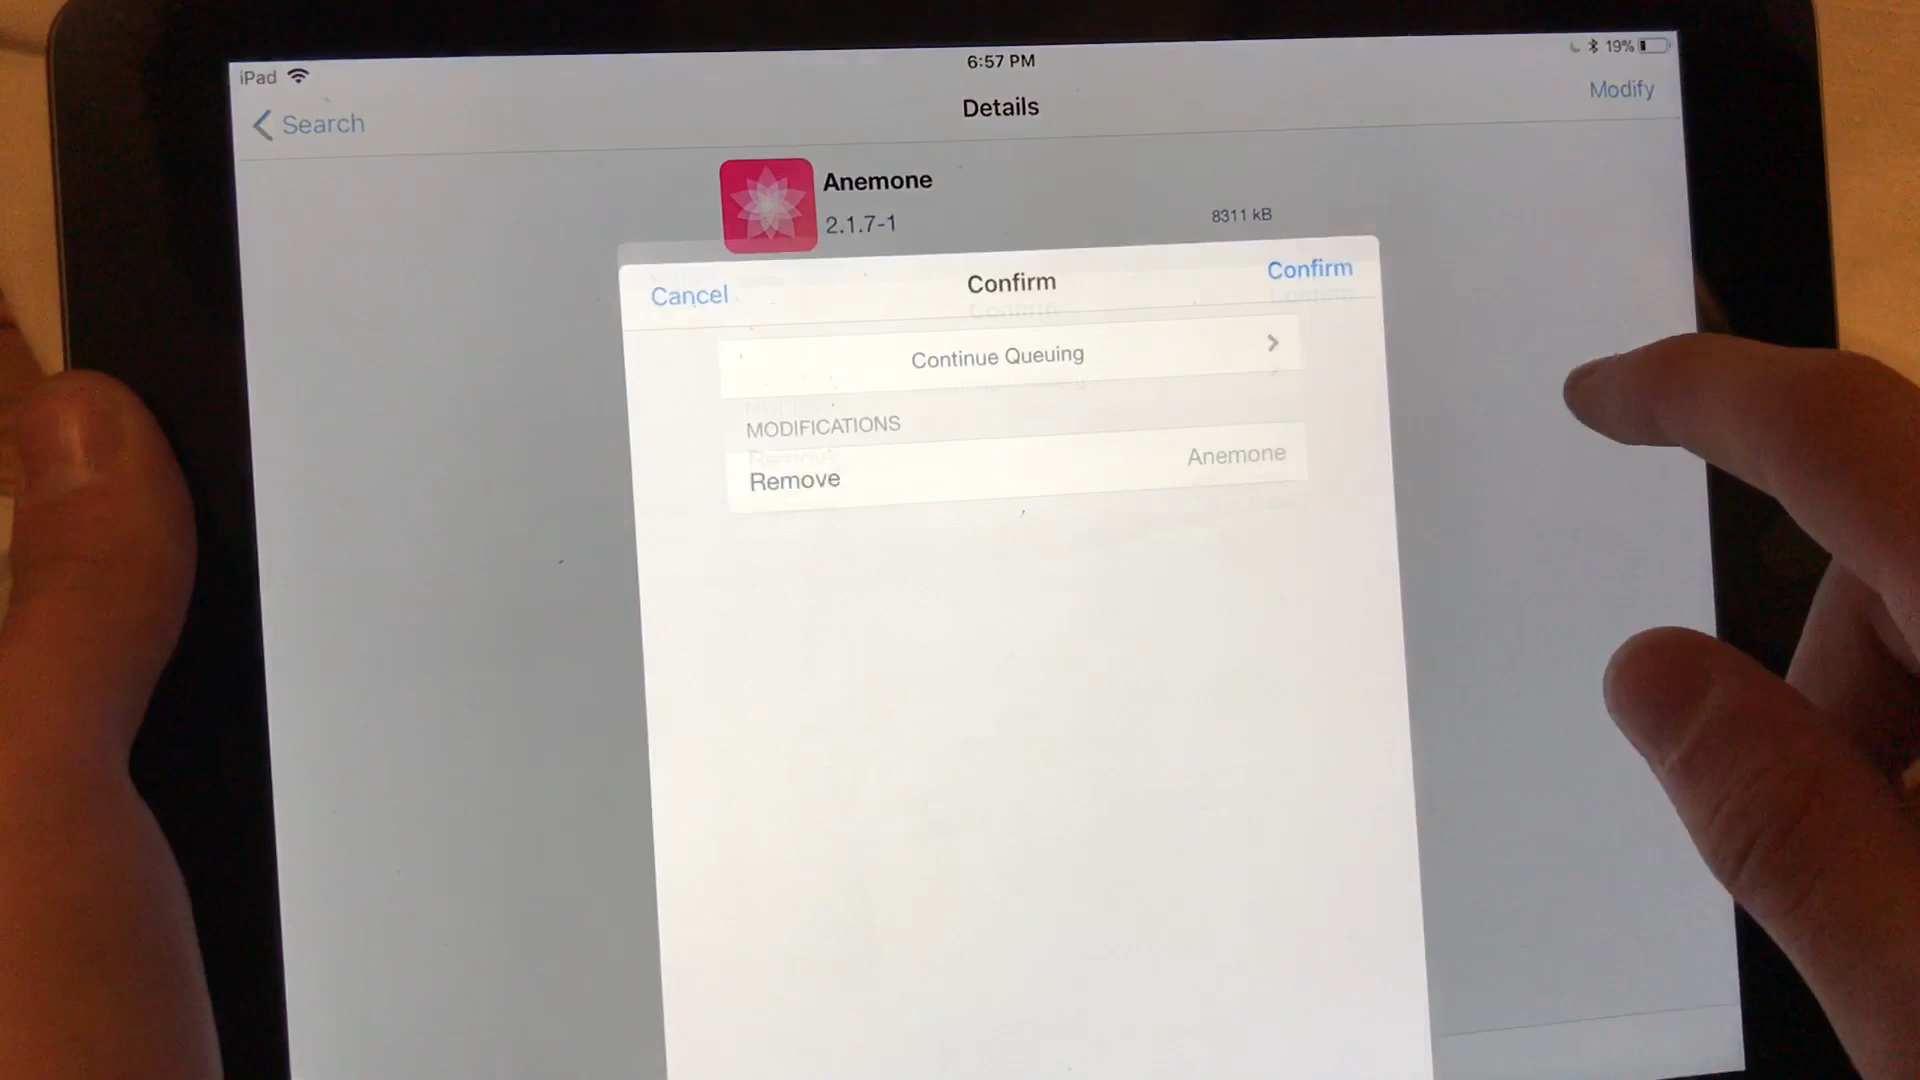 iPad
6:57 PM
19%
Search
Details
Modify
Anemone
2.1.7-1
8311 kB
Cancel
Confirm
Confirm
Continue Queuing
MODIFICATIONS
Remove
Anemone